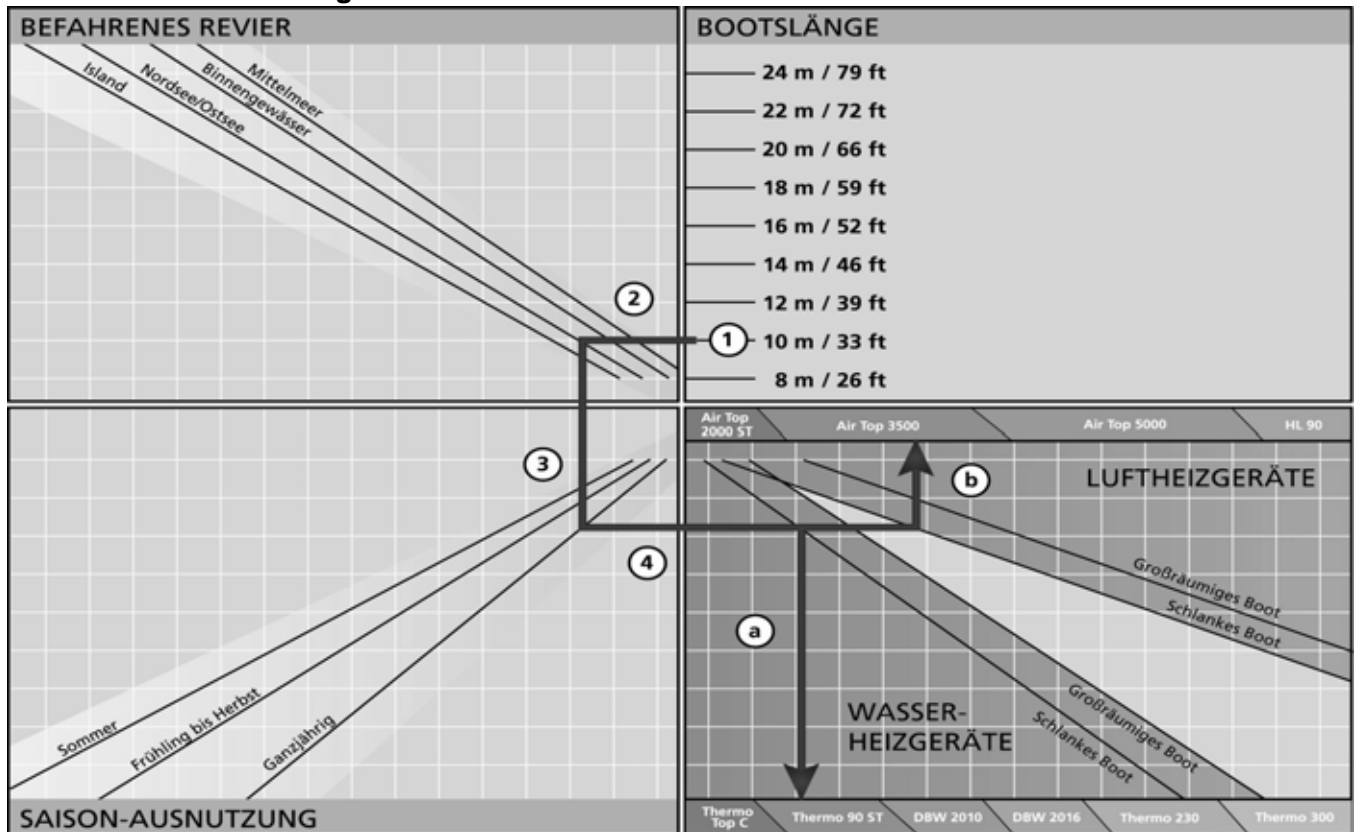 BEFAHRENES REVIER
Island
Nordsee/Ostsee
Binnengewässer
Mittelmeer
2
BOOTSLÄNGE
24 m / 79 ft
22 m / 72 ft
20 m / 66 ft
18 m / 59 ft
16 m / 52 ft
14 m / 46 ft
12 m / 39 ft
1
10 m / 33 ft
8 m / 26 ft
3
4
Sommer
Frühling bis Herbst
Ganzjährig
SAISON-AUSNUTZUNG
Air Top
2000 ST
Air Top 3500
Air Top 5000
HL 90
LUFTHEIZGERÄTE
b
Großräumiges Boot
Schlankes Boot
a
Großräumiges Boot
Schlankes Boot
WASSER-
HEIZGERÄTE
Thermo
Top C
Thermo 90 ST
DBW 2010
DBW 2016
Thermo 230
Thermo 300